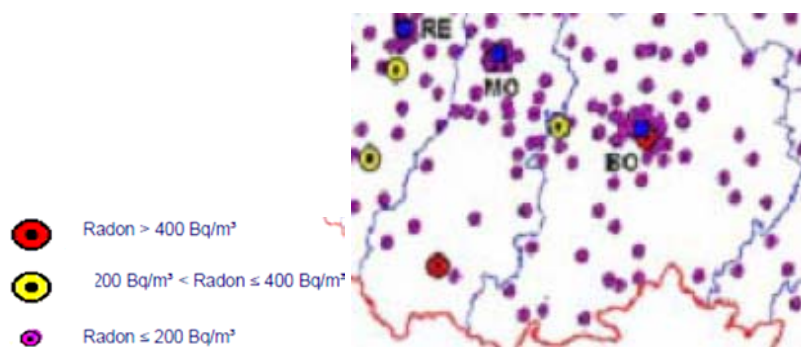 RE
MO
BO
Radon > 400 Bq/m³
200 Bq/m³ < Radon ≤ 400 Bq/m³
Radon ≤ 200 Bq/m³